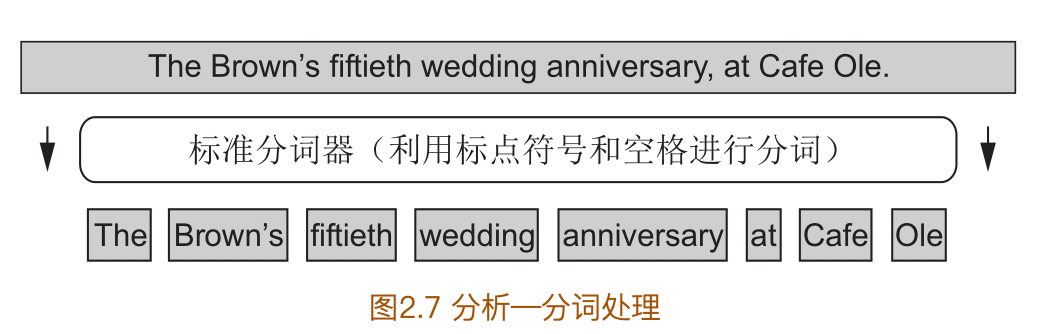 The Brown’s fiftieth wedding anniversary, at Cafe Ole.
标准分词器（利用标点符号和空格进行分词）
The Brown’s fiftieth wedding anniversary at Cafe Ole
图2.7 分析—分词处理